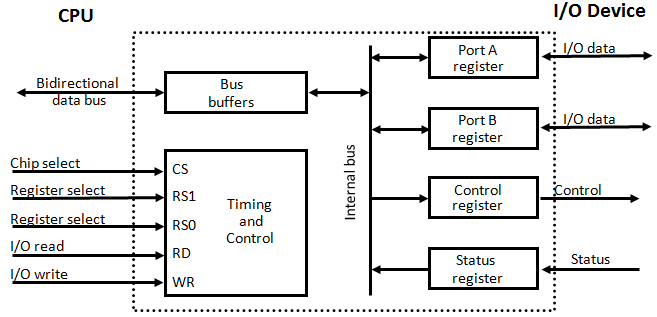 CPU
I/O Device
Bidirectional
data bus
Bus
buffers
Port A
register
I/O data
Port B
register
I/O data
Internal bus
Chip select
CS
Register select
RS1
Register select
RS0
I/O read
RD
I/O write
WR
Timing
and
Control
Control
register
Control
Status
register
Status